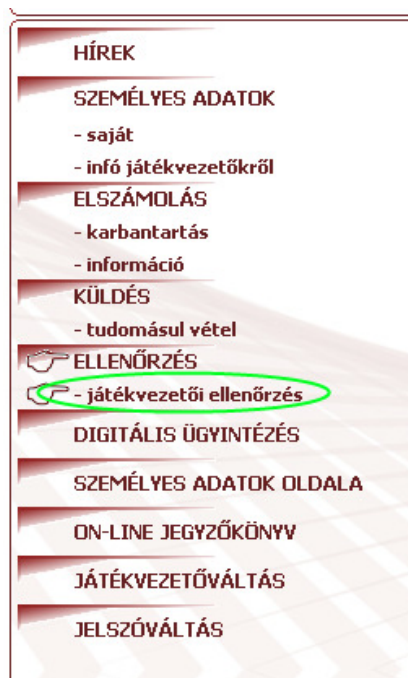 HÍREK
SZEMÉLYES ADATOK
- saját
- infó játékvezetőkről
ELSZÁMOLÁS
- karbantartás
- információ
KÜLDÉS
- tudomásul vétel
ELLENŐRZÉS
- játékvezetői ellenőrzés
DIGITÁLIS ÜGYINTÉZÉS
SZEMÉLYES ADATOK OLDALA
ON-LINE JEGYZŐKÖNYV
JÁTÉKVEZETŐVÁLTÁS
JELSZÓVÁLTÁS